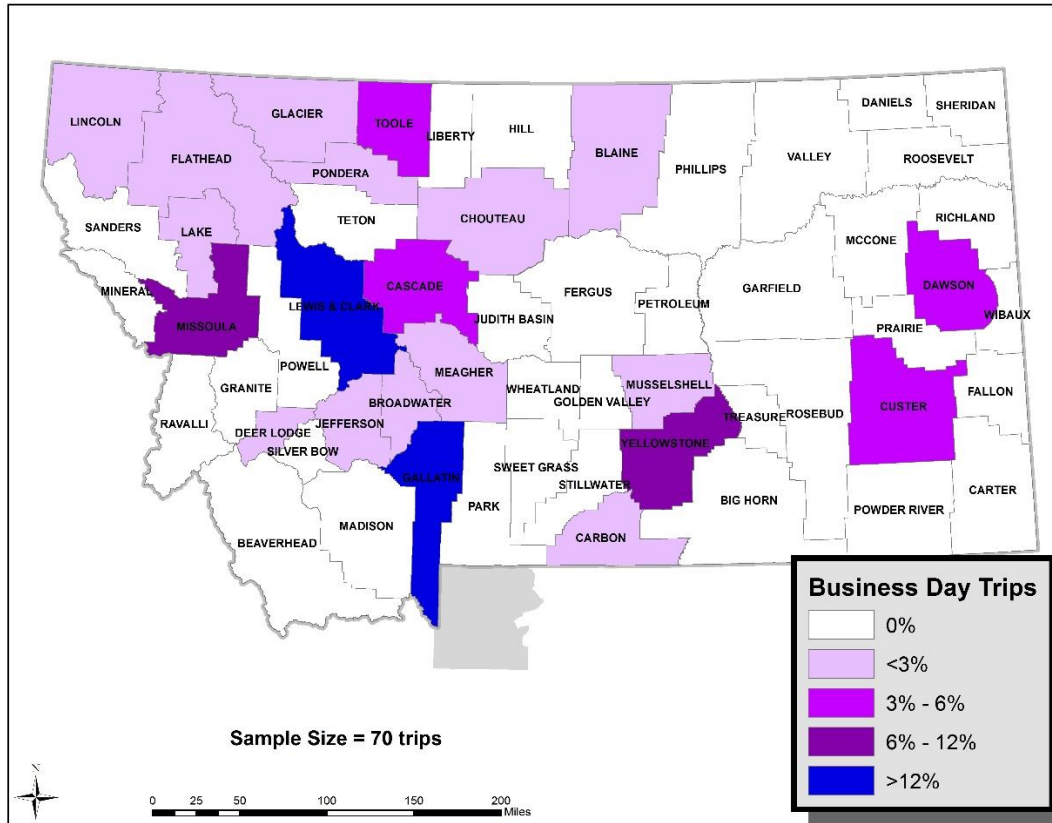 DANIELS
SHERIDAN
GLACIER
LINCOLN
TOOLE
HILL
LIBERTY
BLAINE
FLATHEAD
VALLEY
ROOSEVELT
PHILLIPS
PONDERA
CHOUTEAU
TETON
RICHLAND
SANDERS
LAKE
MCCONE
CASCADE
FERGUS
GARFIELD
DAWSON
MINERAL
LEWIS & CLARK
PETROLEUM
JUDITH BASIN
WIBAUX
MISSOULA
PRAIRIE
POWELL
MEAGHER
GRANITE
WHEATLAND
MUSSELSHELL
FALLON
BROADWATER
GOLDEN VALLEY
CUSTER
RAVALLI
JEFFERSON
TREASURE
ROSEBUD
DEER LODGE
YELLOWSTONE
SILVER BOW
SWEET GRASS
GALLATIN
STILLWATER
CARTER
BIG HORN
PARK
POWDER RIVER
MADISON
CARBON
BEAVERHEAD
Business Day Trips
0%
<3%
3% - 6%
6% - 12%
>12%
Sample Size = 70 trips
N
0 50 100 150 200
Miles